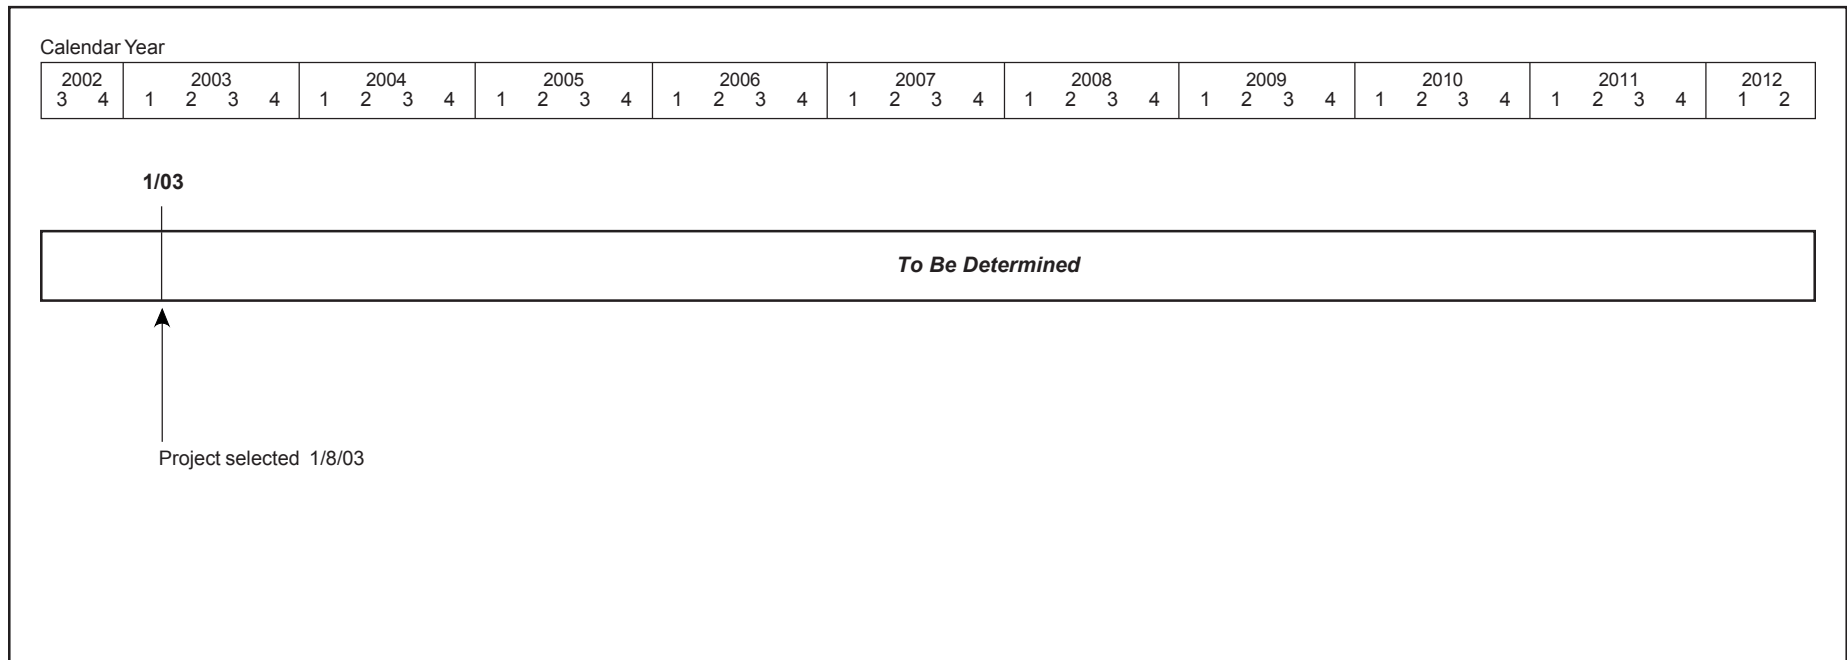 Calendar Year
2002 2003 2004 2005 2006 2007 2008 2009 2010 2011 2012
3 4 1 2 3 4 1 2 3 4 1 2 3 4 1 2 3 4 1 2 3 4 1 2 3 4 1 2 3 4 1 2 3 4 1 2 3 4 1 2
1/03
To Be Determined
Project selected 1/8/03